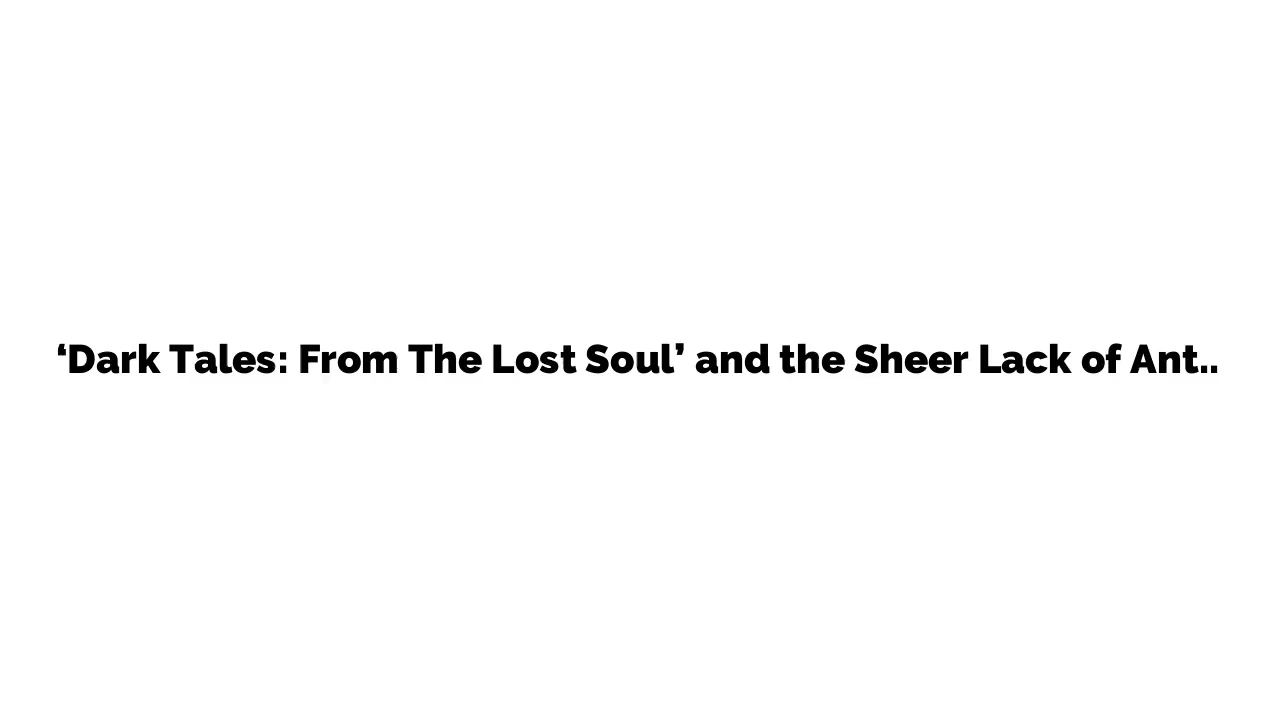 ‘Dark Tales: From The Lost Soul’ and the Sheer Lack of Ant..